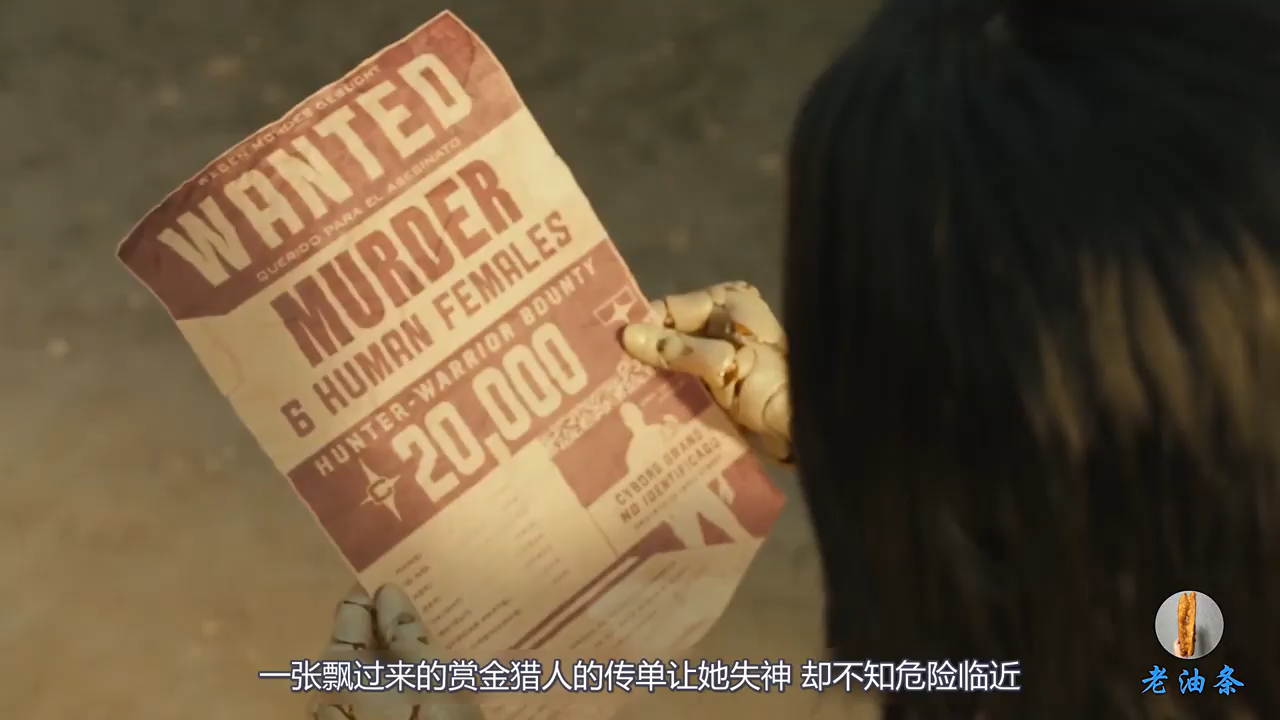 WANTED
QUERIDO PARA EL ASESINATO
MURDER
6 HUMAN FEMALES
HUNTER-WARRIOR BOUNTY
20,000
CYBORG GRAND
NO IDENTIFICADO
一张飘过来的赏金猎人的传单让她失神 却不知危险临近
老油条